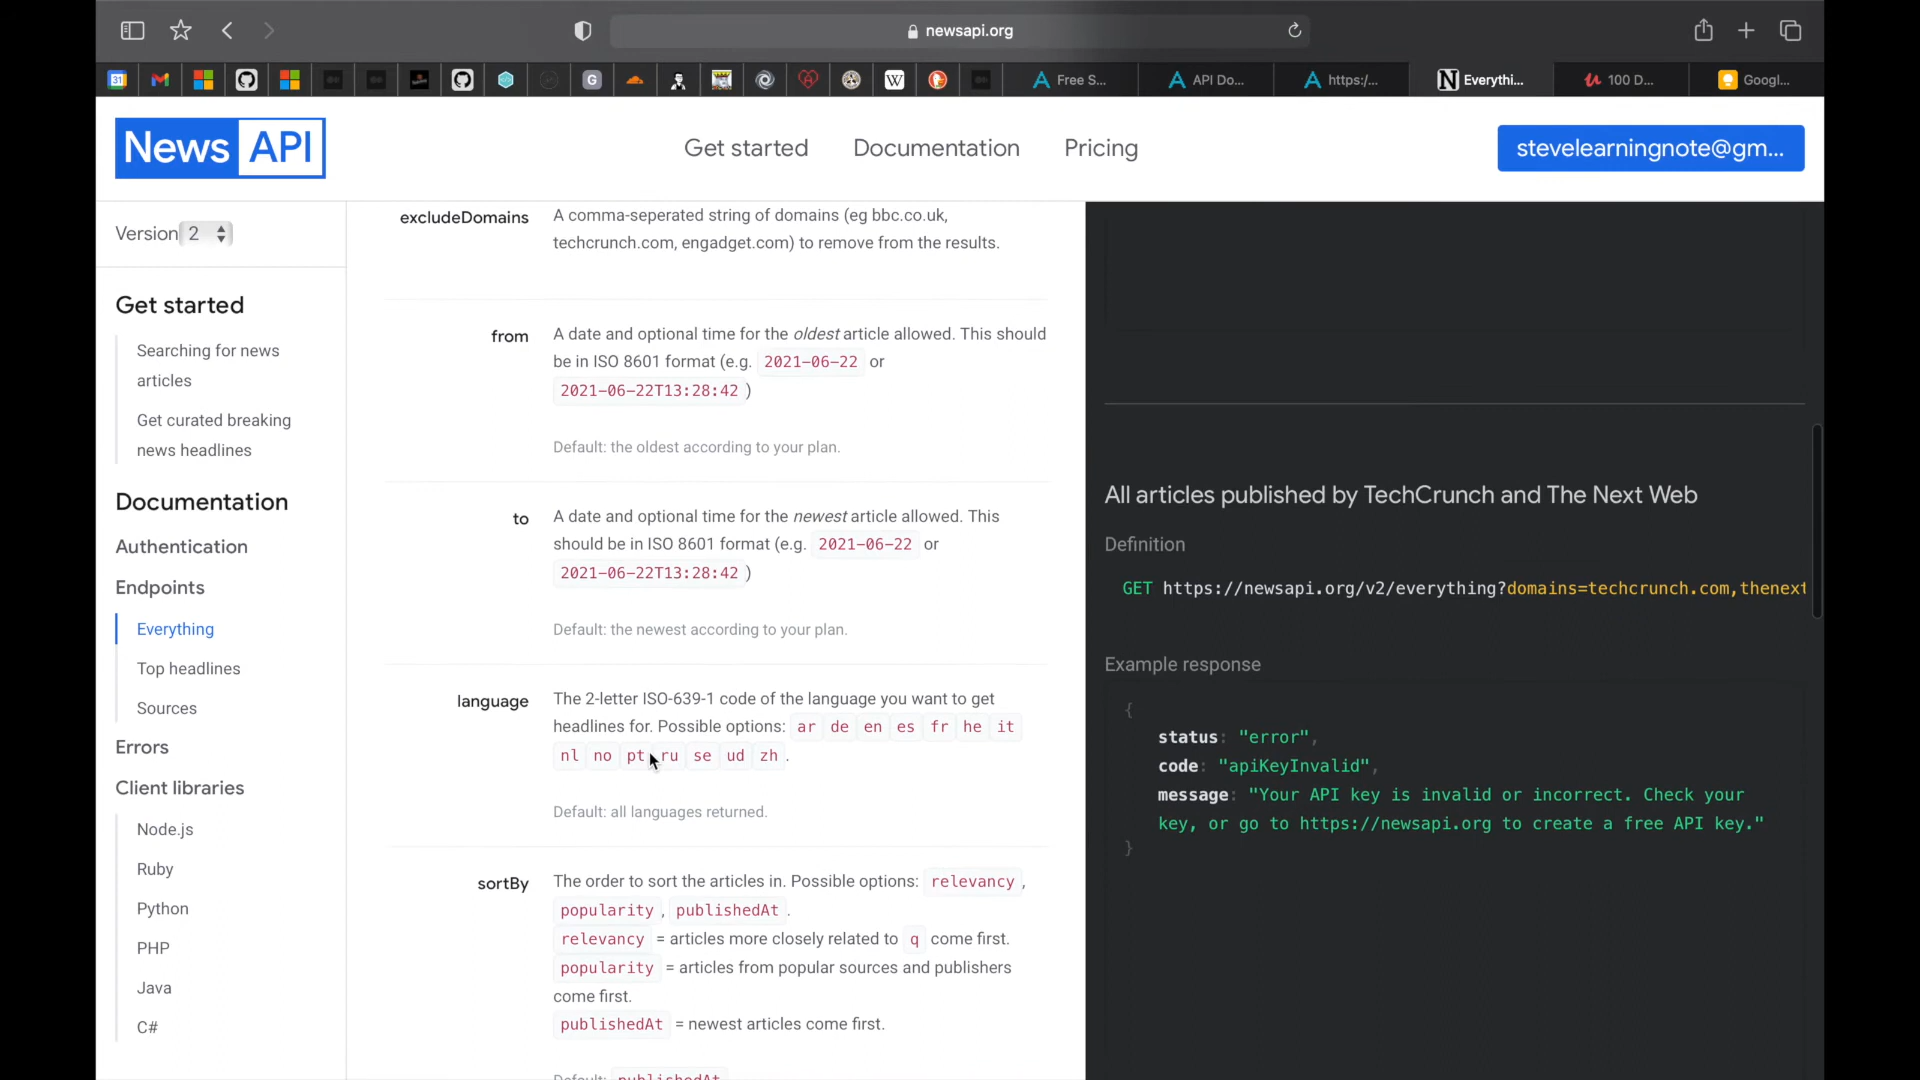 newsapi.org
31
G
W
Free S...
API Do...
https:/...
N Everythi...
100 D...
Googl...
News API
Get started
Documentation
Pricing
stevelearningnote@gm...
Version 2
Get started
Searching for news
articles
Get curated breaking
news headlines
Documentation
Authentication
Endpoints
Everything
Top headlines
Sources
Errors
Client libraries
Node.js
Ruby
Python
PHP
Java
C#
excludeDomains
A comma-seperated string of domains (eg bbc.co.uk,
techcrunch.com, engadget.com) to remove from the results.
from
A date and optional time for the oldest article allowed. This should
be in ISO 8601 format (e.g. 2021-06-22 or
2021-06-22T13:28:42 )
Default: the oldest according to your plan.
to
A date and optional time for the newest article allowed. This
should be in ISO 8601 format (e.g. 2021-06-22 or
2021-06-22T13:28:42 )
Default: the newest according to your plan.
language
The 2-letter ISO-639-1 code of the language you want to get
headlines for. Possible options: ar de en es fr he it
nl no pt ru se ud zh .
Default: all languages returned.
sortBy
The order to sort the articles in. Possible options: relevancy ,
popularity , publishedAt .
relevancy = articles more closely related to q come first.
popularity = articles from popular sources and publishers
come first.
publishedAt = newest articles come first.
Default: publishedAt
All articles published by TechCrunch and The Next Web
Definition
GET https://newsapi.org/v2/everything?domains=techcrunch.com,thenext
Example response
{
status: "error",
code: "apiKeyInvalid",
message: "Your API key is invalid or incorrect. Check your
key, or go to https://newsapi.org to create a free API key."
}